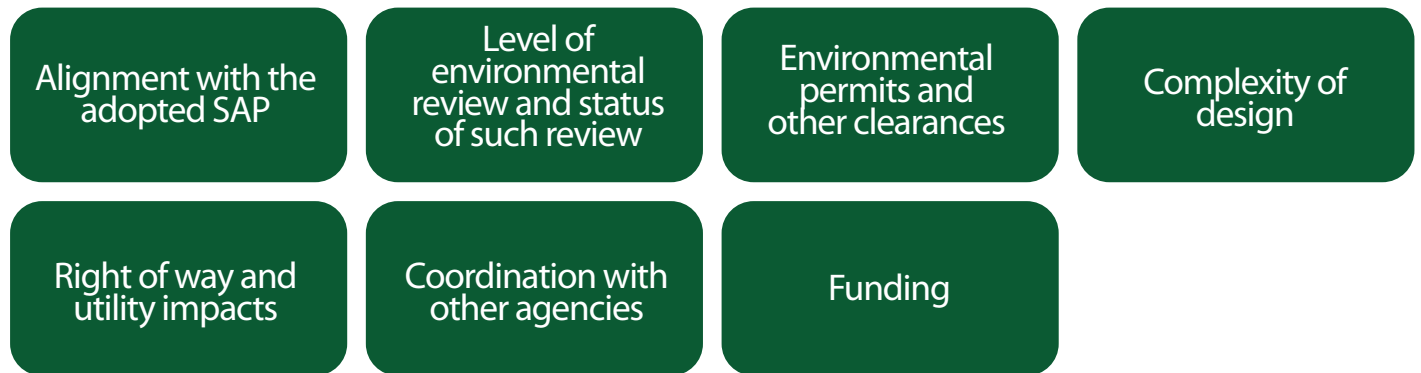 Alignment with the
adopted SAP
Level of
environmental
review and status
of such review
Environmental
permits and
other clearances
Complexity of
design
Right of way and
utility impacts
Coordination with
other agencies
Funding